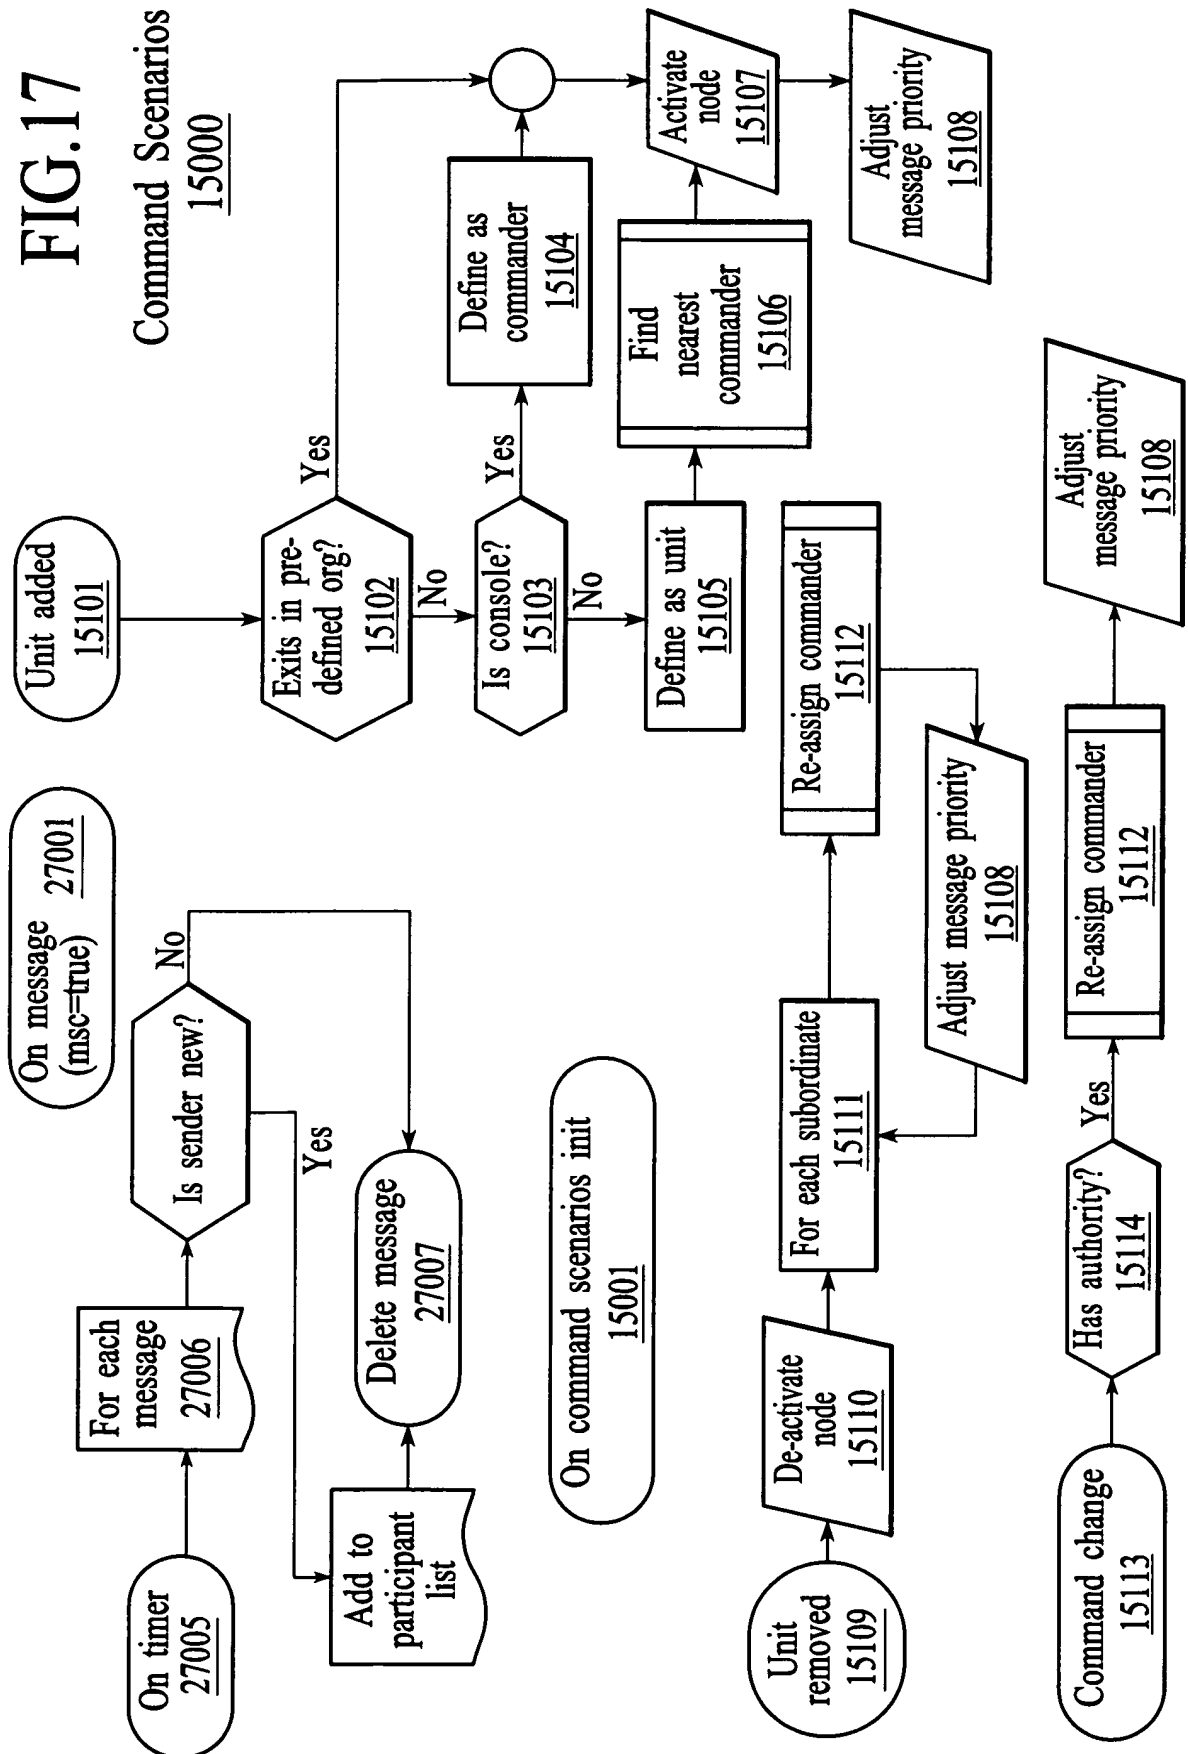 FIG.17
Command Scenarios
15000
On timer
27005
For each
message
27006
Is sender new?
No
Yes
Add to
participant
list
Delete message
27007
On message
(msc=true)
27001
On command scenarios init
15001
Unit added
15101
Exits in pre-
defined org?
15102
Yes
No
Is console?
15103
Yes
No
Define as
commander
15104
Define as unit
15105
Find
nearest
commander
15106
Activate
node
15107
Adjust
message priority
15108
Unit
removed
15109
De-activate
node
15110
For each subordinate
15111
Re-assign commander
15112
Adjust message priority
15108
Command change
15113
Has authority?
15114
Yes
Re-assign commander
15112
Adjust
message priority
15108